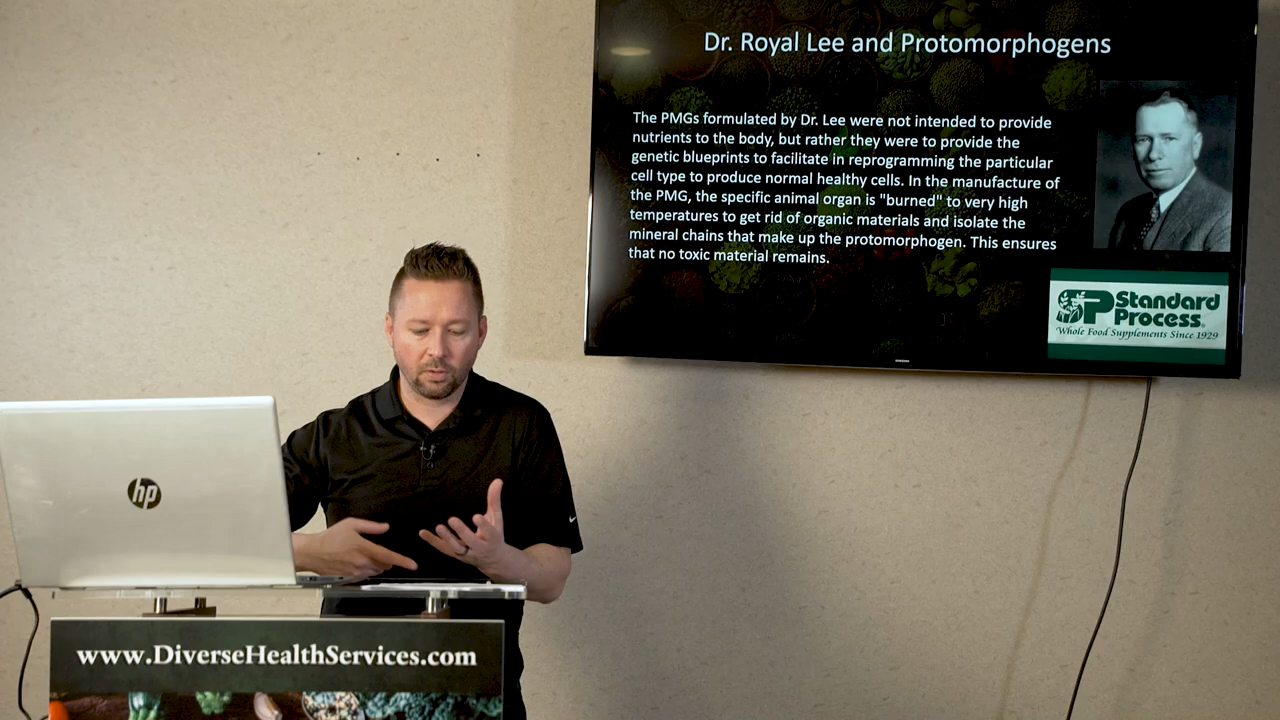 Dr. Royal Lee and Protomorphogens
The PMGs formulated by Dr. Lee were not intended to provide
nutrients to the body, but rather they were to provide the
genetic blueprints to facilitate in reprogramming the particular
cell type to produce normal healthy cells. In the manufacture of
the PMG, the specific animal organ is "burned" to very high
temperatures to get rid of organic materials and isolate the
mineral chains that make up the protomorphogen. This ensures
that no toxic material remains.
SP Standard
Process®
Whole Food Supplements Since 1929
SAMSUNG
hp
www.DiverseHealthServices.com